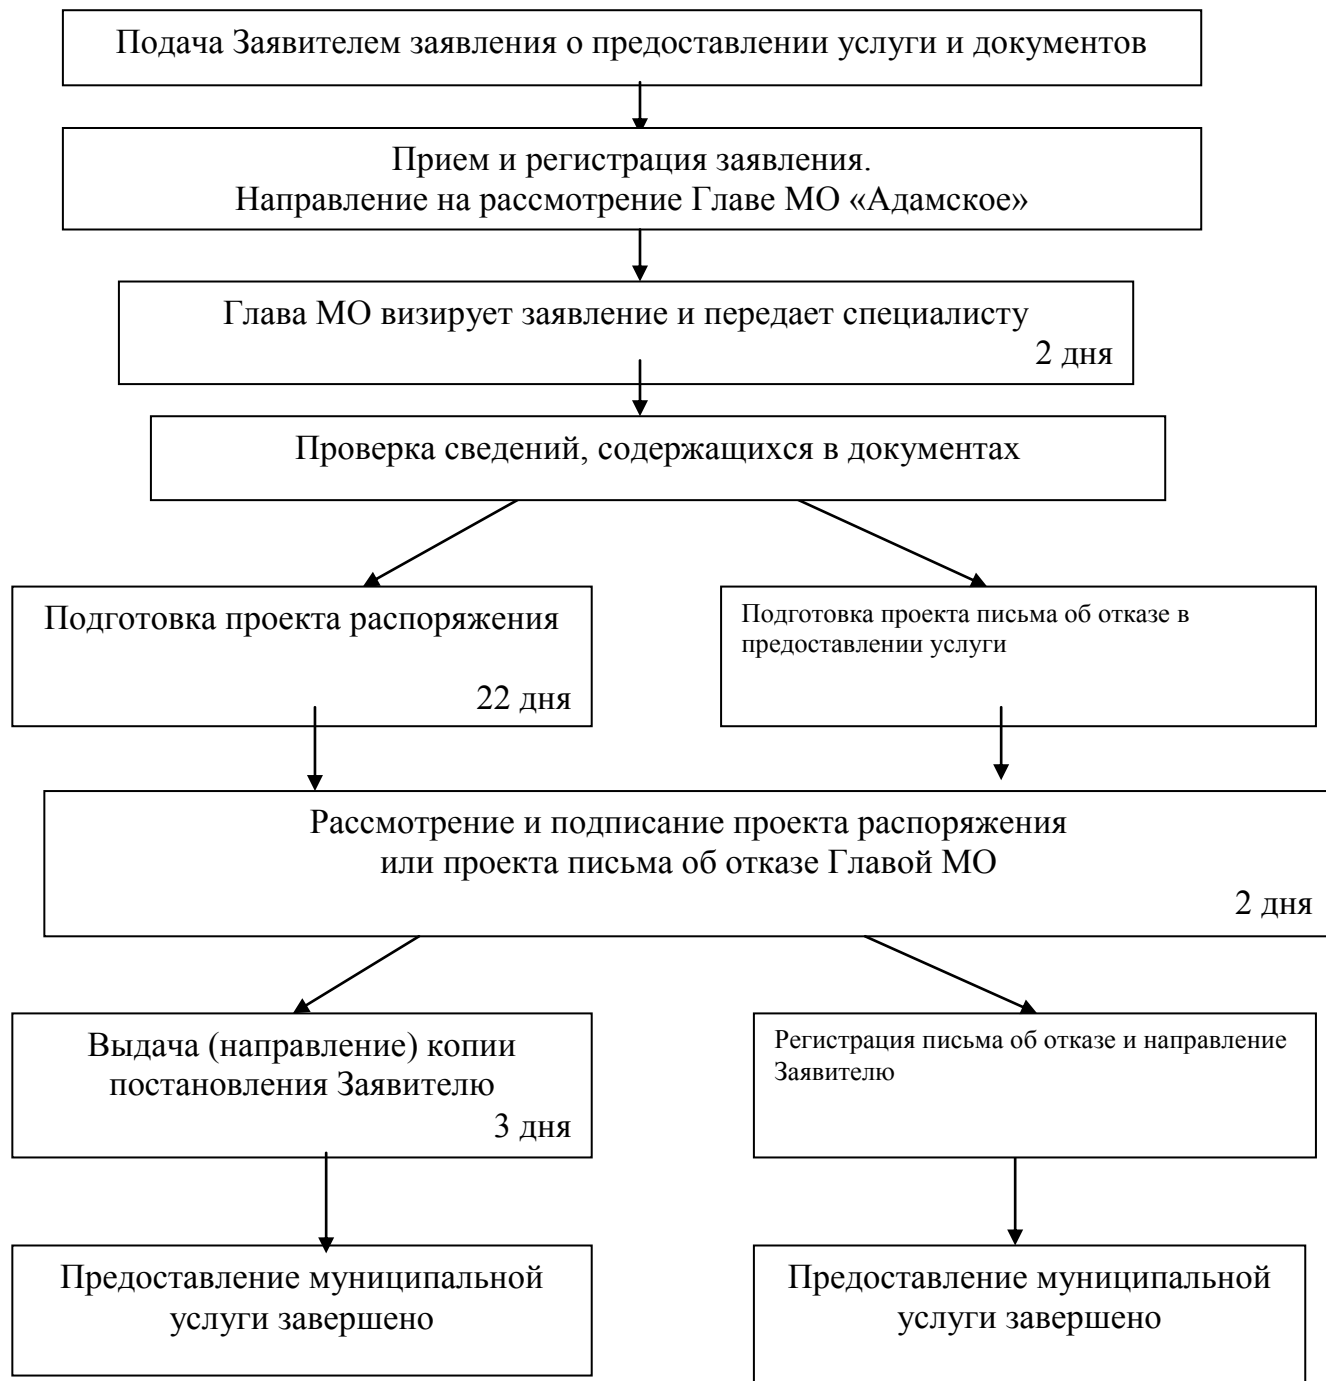 Подача Заявителем заявления о предоставлении услуги и документов
Прием и регистрация заявления.
Направление на рассмотрение Главе МО «Адамское»
Глава МО визирует заявление и передает специалисту
2 дня
Проверка сведений, содержащихся в документах
Подготовка проекта распоряжения
22 дня
Подготовка проекта письма об отказе в
предоставлении услуги
Рассмотрение и подписание проекта распоряжения
или проекта письма об отказе Главой МО
2 дня
Выдача (направление) копии
постановления Заявителю
3 дня
Регистрация письма об отказе и направление
Заявителю
Предоставление муниципальной
услуги завершено
Предоставление муниципальной
услуги завершено